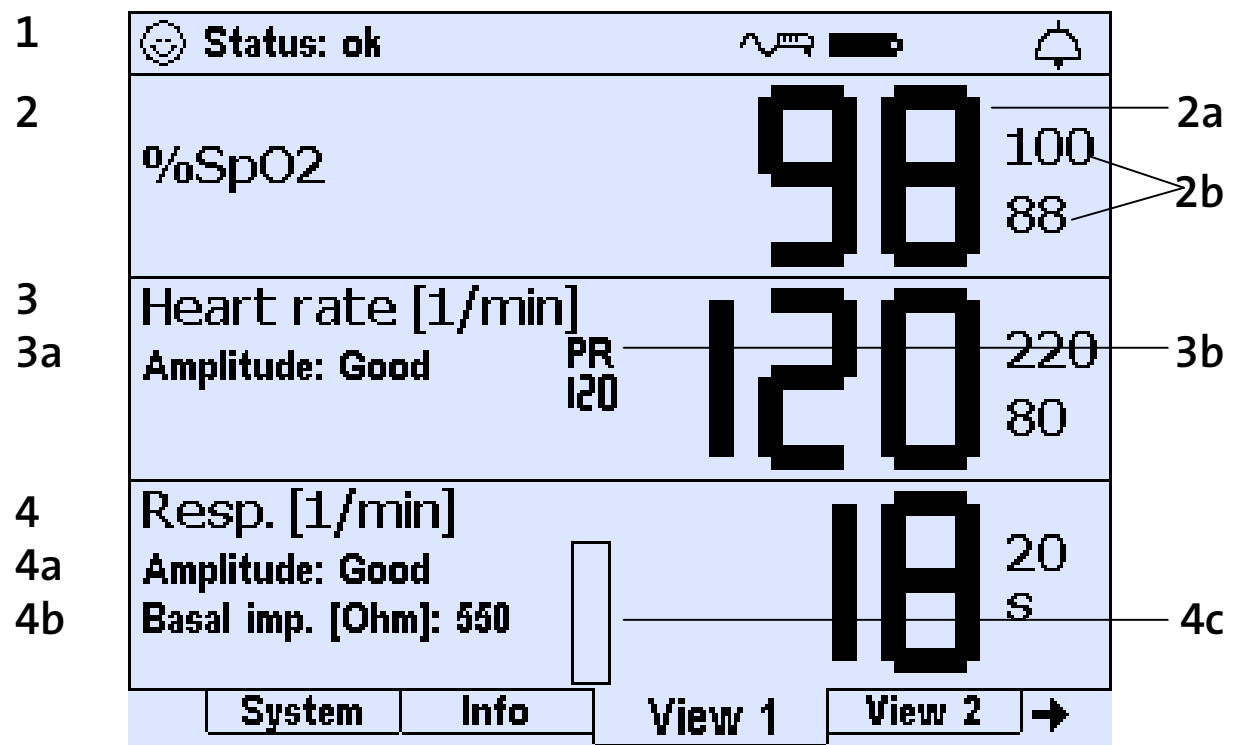 1 Status: ok
2 %SpO2 98 100 88 2a 2b
3 Heart rate [1/min] 120 220 80
3a Amplitude: Good PR 120 3b
4 Resp. [1/min] 18 20 s
4a Amplitude: Good
4b Basal imp. [Ohm]: 550 4c
System Info View 1 View 2